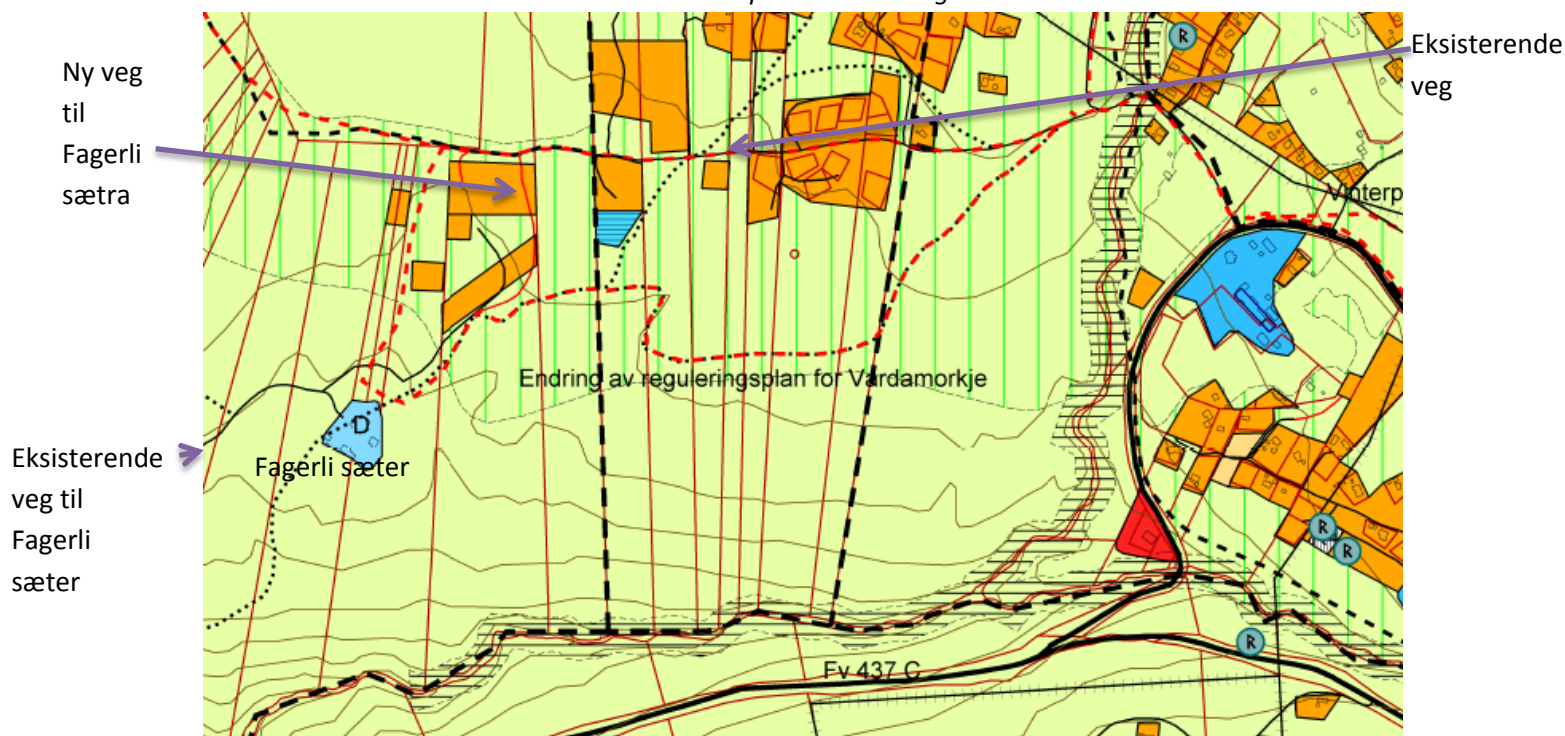 Ny veg
til
Fagerli
sætra
Eksisterende
veg
R
Vinterp
Endring av reguleringsplan for Vardamorkje
D
Fagerli sæter
Eksisterende
veg til
Fagerli
sæter
R
R
R
Fv 437 C